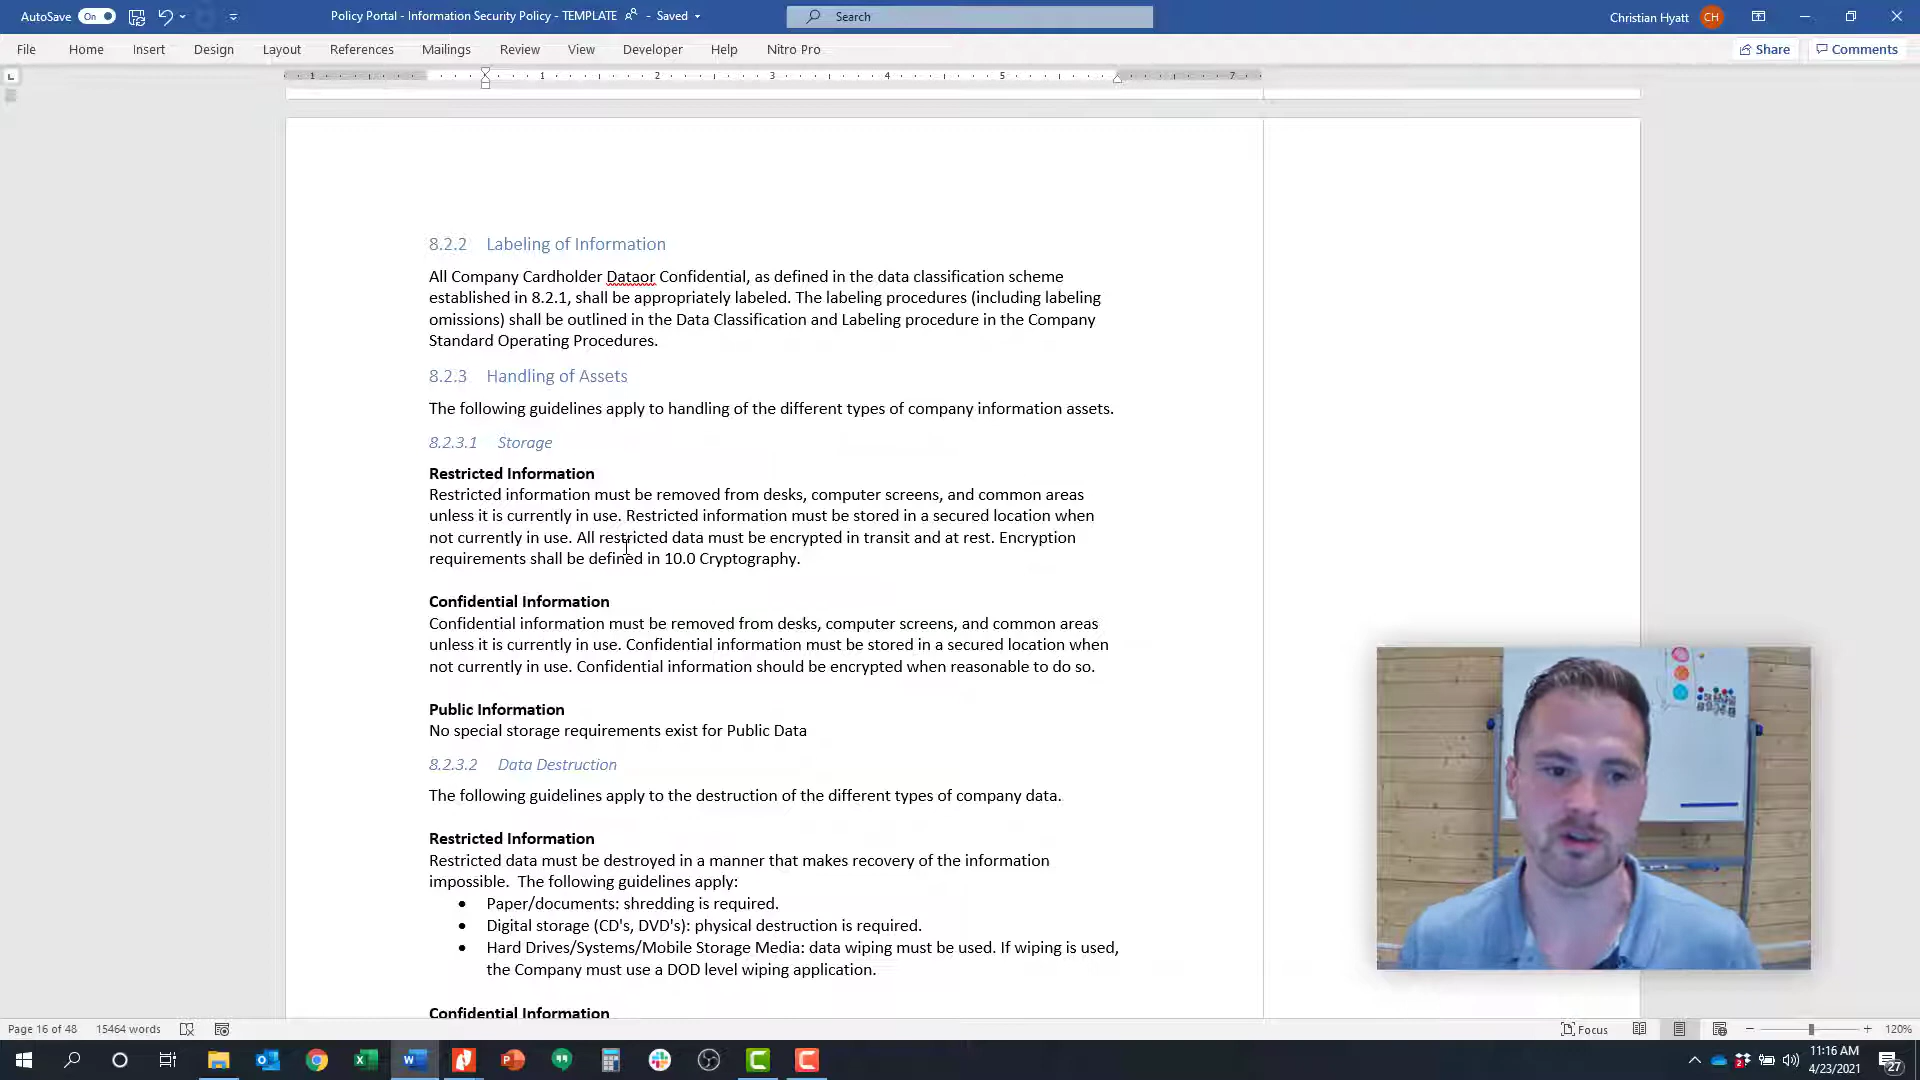 AutoSave On Policy Portal - Information Security Policy - TEMPLATE - Saved Search Christian Hyatt CH
File Home Insert Design Layout References Mailings Review View Developer Help Nitro Pro Share Comments
1 1 2 3 4 5 7
8.2.2 Labeling of Information
All Company Cardholder Dataor Confidential, as defined in the data classification scheme
established in 8.2.1, shall be appropriately labeled. The labeling procedures (including labeling
omissions) shall be outlined in the Data Classification and Labeling procedure in the Company
Standard Operating Procedures.
8.2.3 Handling of Assets
The following guidelines apply to handling of the different types of company information assets.
8.2.3.1 Storage
Restricted Information
Restricted information must be removed from desks, computer screens, and common areas
unless it is currently in use. Restricted information must be stored in a secured location when
not currently in use. All restricted data must be encrypted in transit and at rest. Encryption
requirements shall be defined in 10.0 Cryptography.
Confidential Information
Confidential information must be removed from desks, computer screens, and common areas
unless it is currently in use. Confidential information must be stored in a secured location when
not currently in use. Confidential information should be encrypted when reasonable to do so.
Public Information
No special storage requirements exist for Public Data
8.2.3.2 Data Destruction
The following guidelines apply to the destruction of the different types of company data.
Restricted Information
Restricted data must be destroyed in a manner that makes recovery of the information
impossible. The following guidelines apply:
• Paper/documents: shredding is required.
• Digital storage (CD's, DVD's): physical destruction is required.
• Hard Drives/Systems/Mobile Storage Media: data wiping must be used. If wiping is used,
the Company must use a DOD level wiping application.
Confidential Information
Page 16 of 48 15464 words Focus 120%
11:16 AM
4/23/2021 27